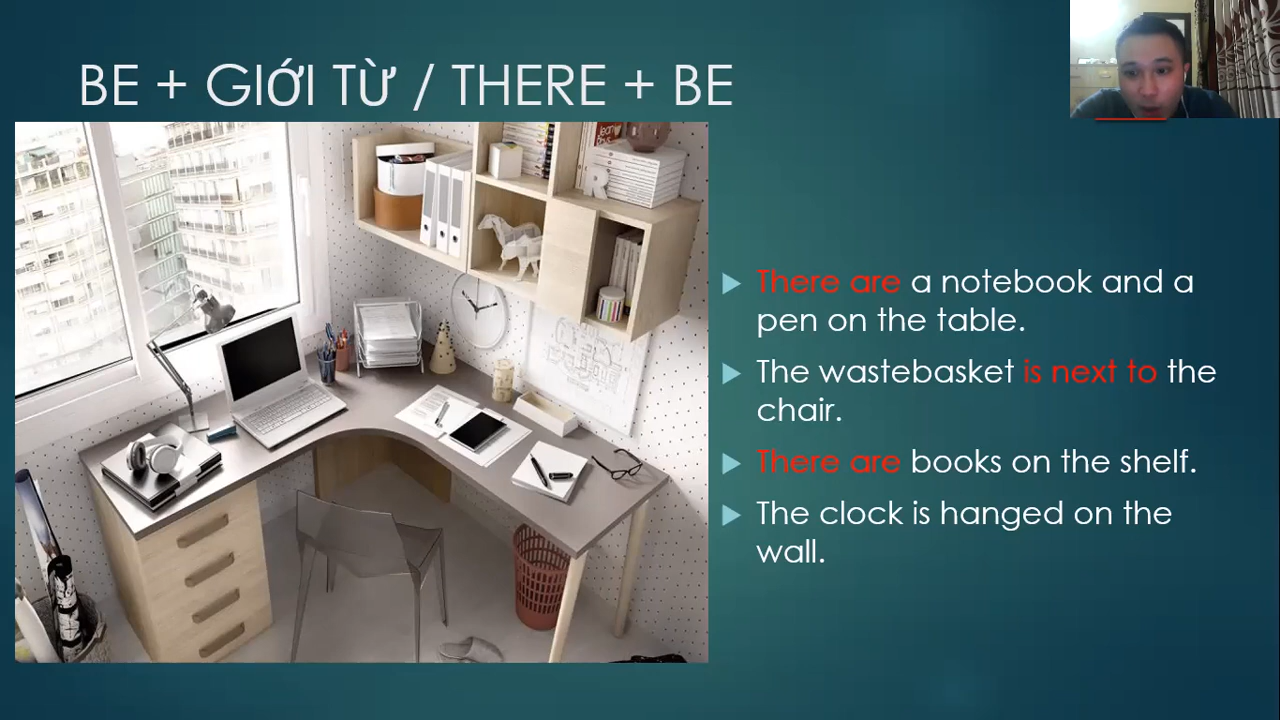 BE + GIỚI TỪ / THERE + BE
There are a notebook and a
pen on the table.
The wastebasket is next to the
chair.
There are books on the shelf.
The clock is hanged on the
wall.